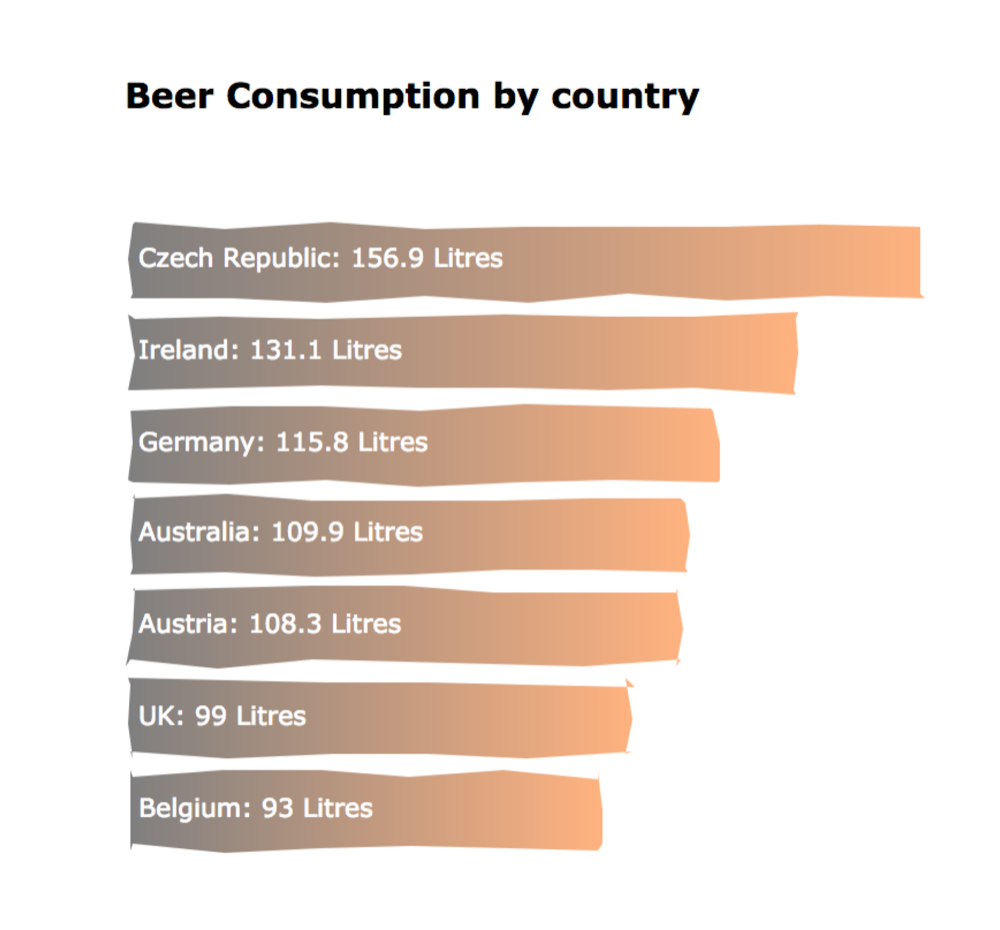 Beer Consumption by country
Czech Republic: 156.9 Litres
Ireland: 131.1 Litres
Germany: 115.8 Litres
Australia: 109.9 Litres
Austria: 108.3 Litres
UK: 99 Litres
Belgium: 93 Litres